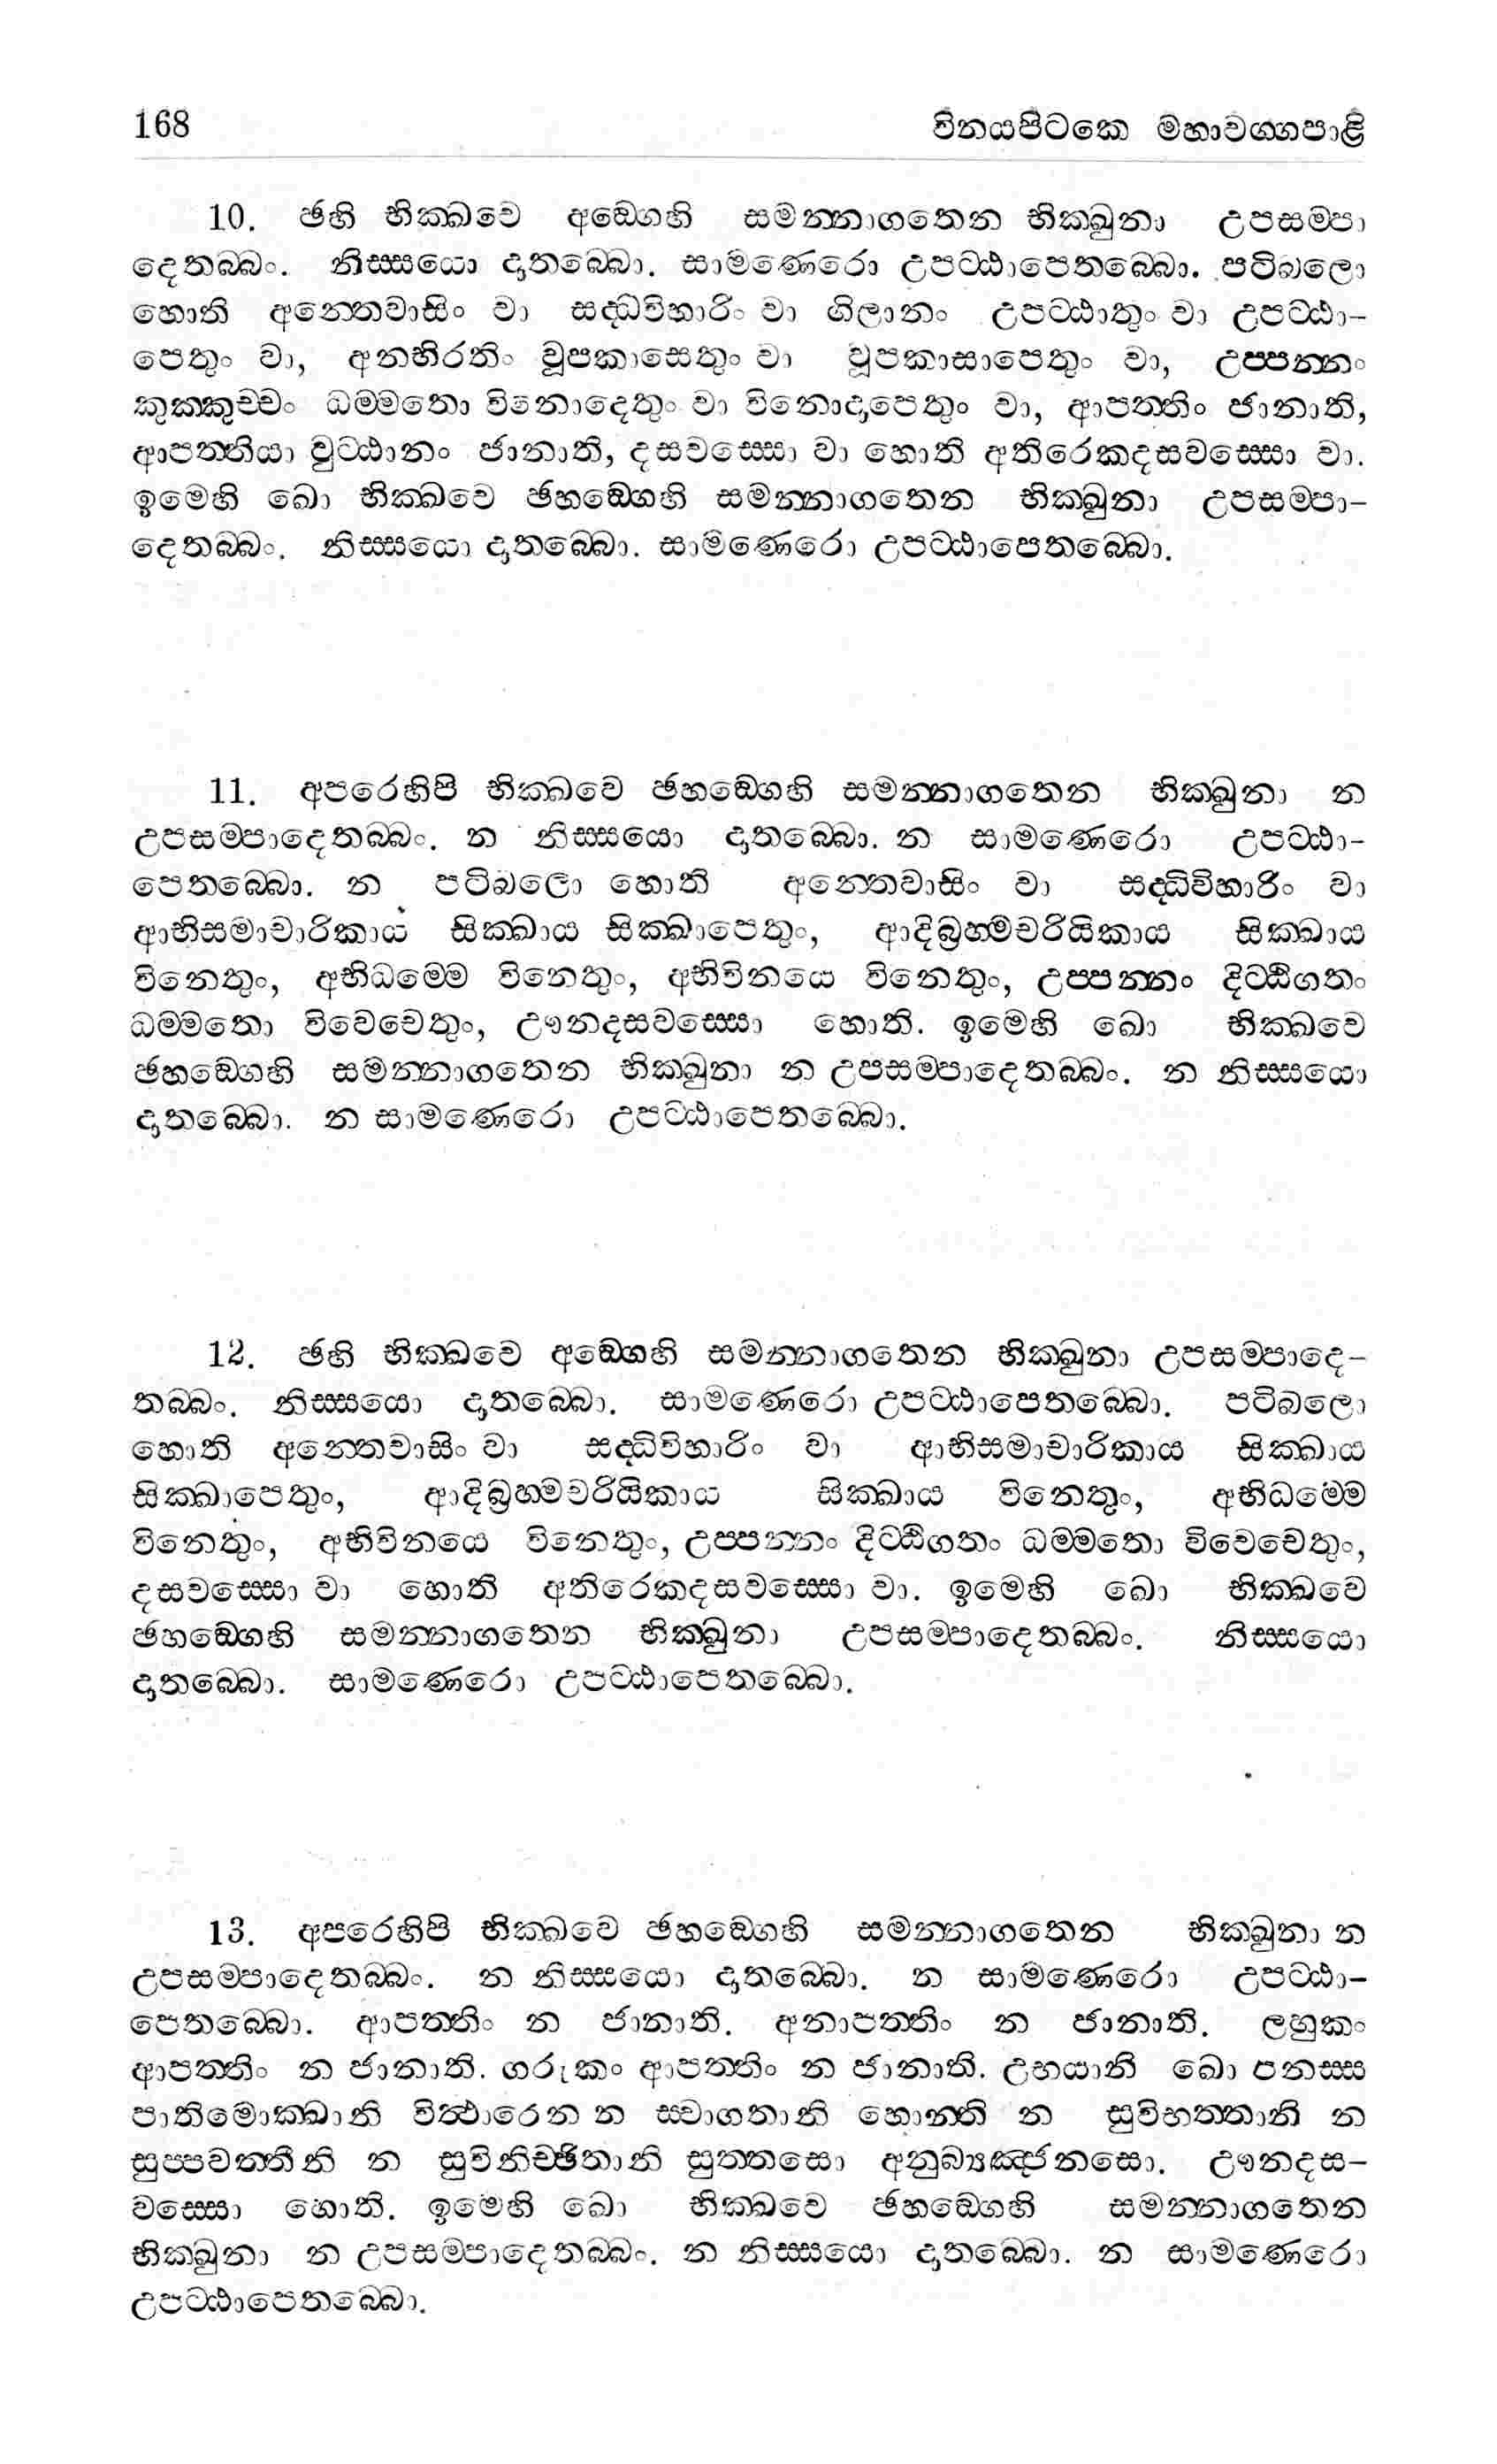 168 විනයපිටකෙ මහාවග්ගපාළි
10. ඡහි භික්ඛවෙ අඞ්ගෙහි සමන්නාගතෙන භික්ඛුනා උපසම්පා
දෙතබ්බං. නිස්සයො දාතබ්බො. සාමණෙරො උපට්ඨාපෙතබ්බො. පටිබලො
හොති අන්තෙවාසිං වා සද්ධිවිහාරිං වා ගිලානං උපට්ඨාතුං වා උපට්ඨා-
පෙතුං වා, අනභිරතිං වූපකාසෙතුං වා වූපකාසාපෙතුං වා, උප්පන්නං
කුක්කුච්චං ධම්මතො විනොදෙතුං වා විනොදාපෙතුං වා, ආපත්තිං ජානාති,
ආපත්තියා වුට්ඨානං ජානාති, දසවස්සො වා හොති අතිරෙකදසවස්සො වා.
ඉමෙහි ඛො භික්ඛවෙ ඡහඞ්ගෙහි සමන්නාගතෙන භික්ඛුනා උපසම්පා-
දෙතබ්බං. නිස්සයො දාතබ්බො. සාමණෙරො උපට්ඨාපෙතබ්බො.
11. අපරෙහිපි භික්ඛවෙ ඡහඞ්ගෙහි සමන්නාගතෙන භික්ඛුනා න
උපසම්පාදෙතබ්බං. න නිස්සයො දාතබ්බො. න සාමණෙරො උපට්ඨා-
පෙතබ්බො. න පටිබලො හොති අන්තෙවාසිං වා සද්ධිවිහාරිං වා
ආභිසමාචාරිකාය සික්ඛාය සික්ඛාපෙතුං, ආදිබ්‍රහ්මචරියිකාය සික්ඛාය
විනෙතුං, අභිධම්මෙ විනෙතුං, අභිවිනයෙ විනෙතුං, උප්පන්නං දිට්ඨිගතං
ධම්මතො විවෙචෙතුං, ඌනදසවස්සො හොති. ඉමෙහි ඛො භික්ඛවෙ
ඡහඞ්ගෙහි සමන්නාගතෙන භික්ඛුනා න උපසම්පාදෙතබ්බං. න නිස්සයො
දාතබ්බො. න සාමණෙරො උපට්ඨාපෙතබ්බො.
12. ඡහි භික්ඛවෙ අඞ්ගෙහි සමන්නාගතෙන භික්ඛුනා උපසම්පාදෙ-
තබ්බං. නිස්සයො දාතබ්බො. සාමණෙරො උපට්ඨාපෙතබ්බො. පටිබලො
හොති අන්තෙවාසිං වා සද්ධිවිහාරිං වා ආභිසමාචාරිකාය සික්ඛාය
සික්ඛාපෙතුං, ආදිබ්‍රහ්මචරියිකාය සික්ඛාය විනෙතුං, අභිධම්මෙ
විනෙතුං, අභිවිනයෙ විනෙතුං, උප්පන්නං දිට්ඨිගතං ධම්මතො විවෙචෙතුං,
දසවස්සො වා හොති අතිරෙකදසවස්සො වා. ඉමෙහි ඛො භික්ඛවෙ
ඡහඞ්ගෙහි සමන්නාගතෙන භික්ඛුනා උපසම්පාදෙතබ්බං. නිස්සයො
දාතබ්බො. සාමණෙරො උපට්ඨාපෙතබ්බො.
13. අපරෙහිපි භික්ඛවෙ ඡහඞ්ගෙහි සමන්නාගතෙන භික්ඛුනා න
උපසම්පාදෙතබ්බං. න නිස්සයො දාතබ්බො. න සාමණෙරො උපට්ඨා-
පෙතබ්බො. ආපත්තිං න ජානාති. අනාපත්තිං න ජානාති. ලහුකං
ආපත්තිං න ජානාති. ගරුකං ආපත්තිං න ජානාති. උභයානි ඛො පනස්ස
පාතිමොක්ඛානි විත්ථාරෙන න ස්වාගතානි හොන්ති න සුවිභත්තානි න
සුප්පවත්තීනි න සුවිනිච්ඡිතානි සුත්තසො අනුබ්‍යඤ්ජනසො. ඌනදස-
වස්සො හොති. ඉමෙහි ඛො භික්ඛවෙ ඡහඞ්ගෙහි සමන්නාගතෙන
භික්ඛුනා න උපසම්පාදෙතබ්බං. න නිස්සයො දාතබ්බො. න සාමණෙරො
උපට්ඨාපෙතබ්බො.